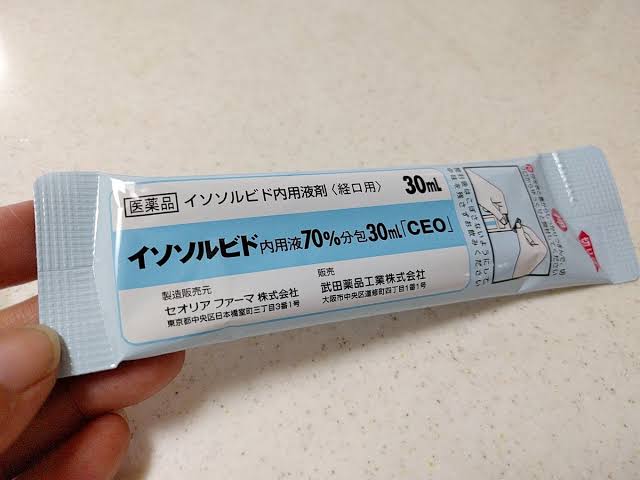 医薬品 イソソルビド内用液剤〈経口用〉 30mL
イソソルビド内用液70%分包30mL「CEO」
製造販売元
セオリア ファーマ 株式会社
東京都中央区日本橋室町三丁目3番1号
販売
武田薬品工業株式会社
大阪市中央区道修町四丁目1番1号